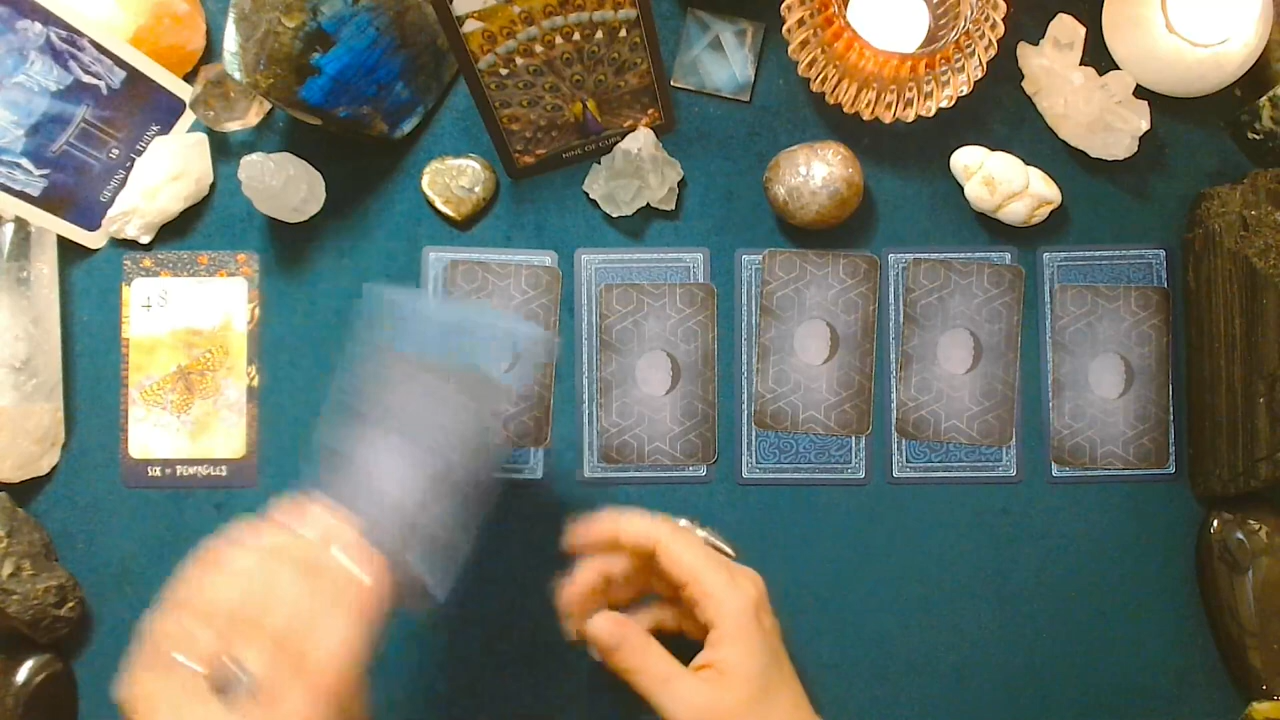 GEMINI ~ I THINK
18
NINE OF CUPS
48
SIX OF PENTACLES